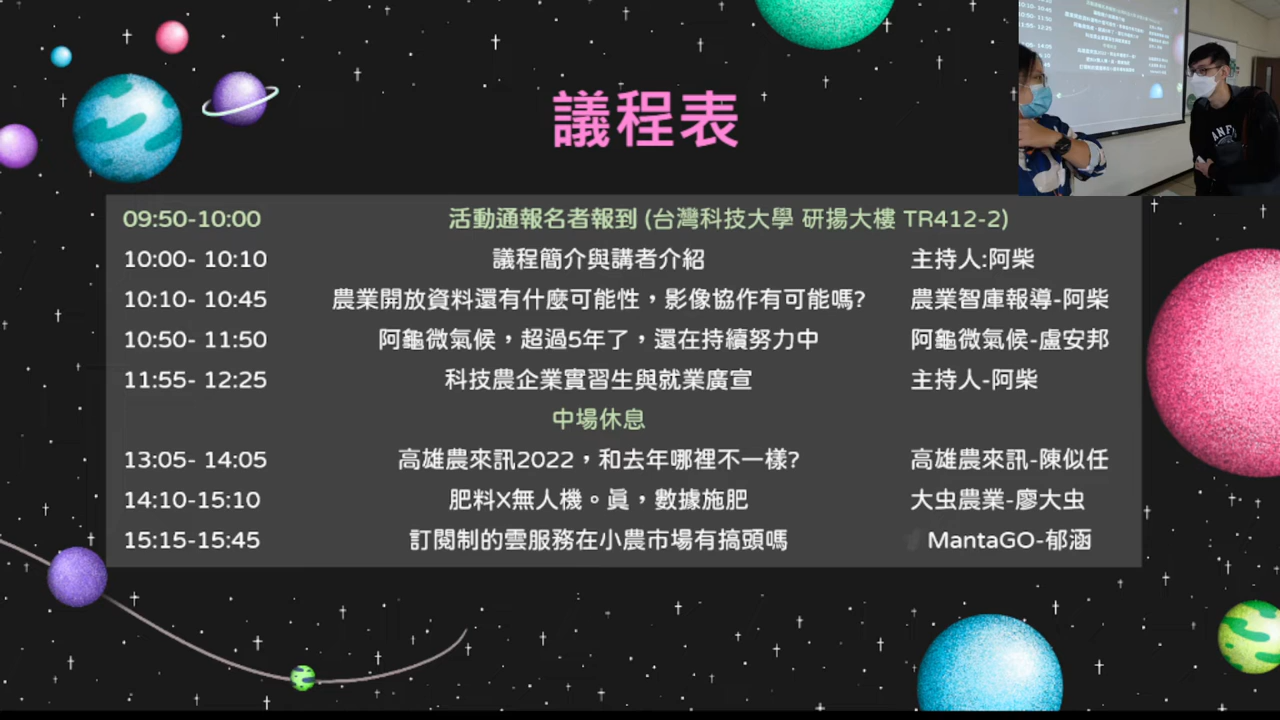 議程表
09:50-10:00 活動通報名者報到 (台灣科技大學 研揚大樓 TR412-2)
10:00- 10:10 議程簡介與講者介紹 主持人:阿柴
10:10- 10:45 農業開放資料還有什麼可能性，影像協作有可能嗎? 農業智庫報導-阿柴
10:50- 11:50 阿龜微氣候，超過5年了，還在持續努力中 阿龜微氣候-盧安邦
11:55- 12:25 科技農企業實習生與就業廣宣 主持人-阿柴
中場休息
13:05- 14:05 高雄農來訊2022，和去年哪裡不一樣? 高雄農來訊-陳似任
14:10-15:10 肥料X無人機。眞，數據施肥 大虫農業-廖大虫
15:15-15:45 訂閱制的雲服務在小農市場有搞頭嗎 MantaGO-郁涵